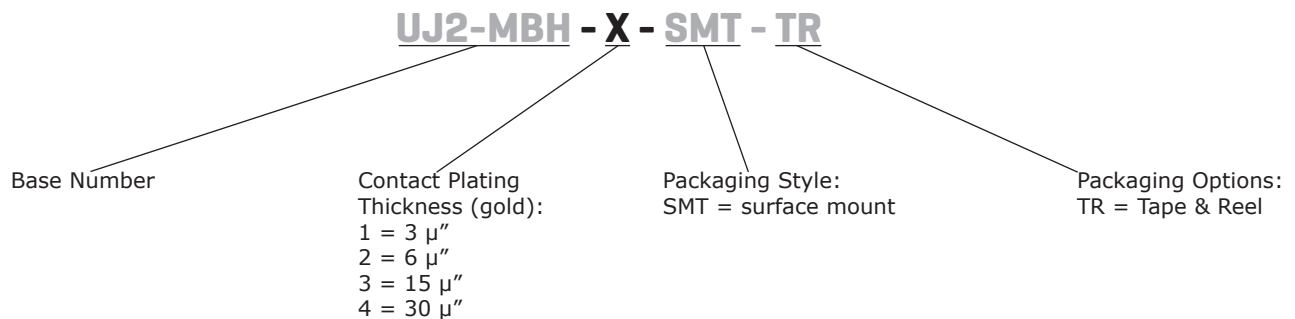 UJ2-MBH - X - SMT - TR
Base Number
Contact Plating
Thickness (gold):
1 = 3 µ”
2 = 6 µ”
3 = 15 µ”
4 = 30 µ”
Packaging Style:
SMT = surface mount
Packaging Options:
TR = Tape & Reel